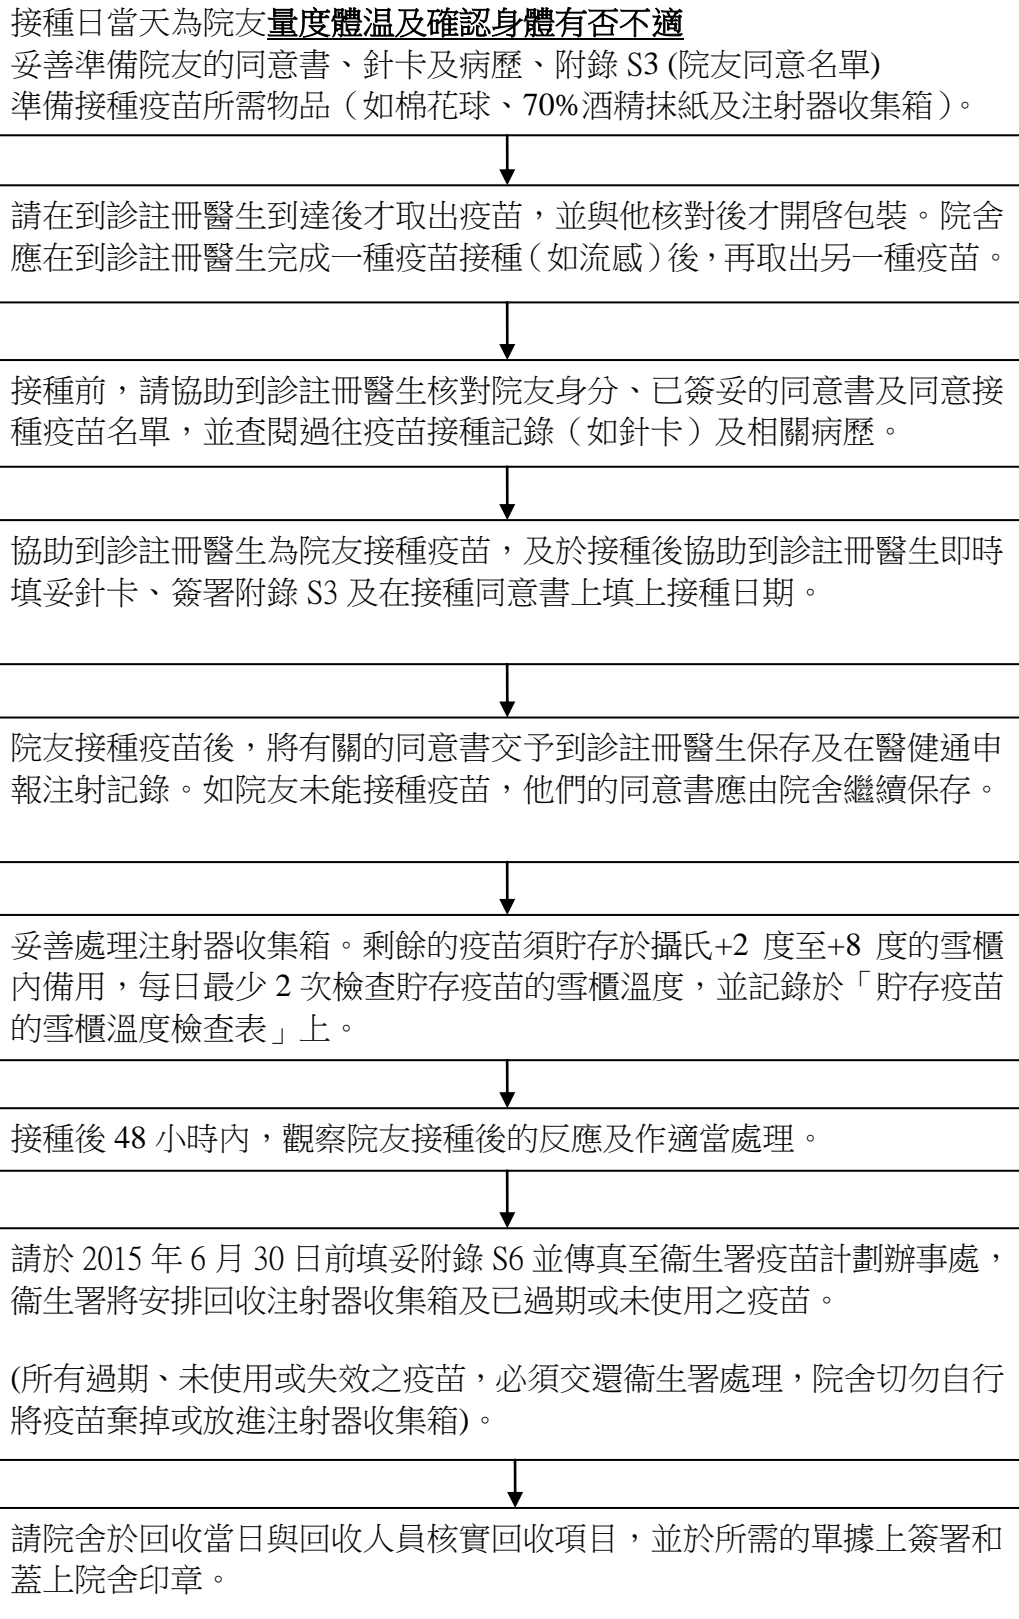 接種日當天為院友量度體温及確認身體有否不適
妥善準備院友的同意書、針卡及病歷、附錄 S3 (院友同意名單)
準備接種疫苗所需物品（如棉花球、70%酒精抹紙及注射器收集箱）。
請在到診註冊醫生到達後才取出疫苗，並與他核對後才開啓包裝。院舍
應在到診註冊醫生完成一種疫苗接種（如流感）後，再取出另一種疫苗。
接種前，請協助到診註冊醫生核對院友身分、已簽妥的同意書及同意接
種疫苗名單，並查閱過往疫苗接種記錄（如針卡）及相關病歷。
協助到診註冊醫生為院友接種疫苗，及於接種後協助到診註冊醫生即時
填妥針卡、簽署附錄 S3 及在接種同意書上填上接種日期。
院友接種疫苗後，將有關的同意書交予到診註冊醫生保存及在醫健通申
報注射記錄。如院友未能接種疫苗，他們的同意書應由院舍繼續保存。
妥善處理注射器收集箱。剩餘的疫苗須貯存於攝氏+2 度至+8 度的雪櫃
內備用，每日最少 2 次檢查貯存疫苗的雪櫃溫度，並記錄於「貯存疫苗
的雪櫃溫度檢查表」上。
接種後 48 小時內，觀察院友接種後的反應及作適當處理。
請於 2015 年 6 月 30 日前填妥附錄 S6 並傳真至衞生署疫苗計劃辦事處，
衞生署將安排回收注射器收集箱及已過期或未使用之疫苗。
(所有過期、未使用或失效之疫苗，必須交還衞生署處理，院舍切勿自行
將疫苗棄掉或放進注射器收集箱)。
請院舍於回收當日與回收人員核實回收項目，並於所需的單據上簽署和
蓋上院舍印章。